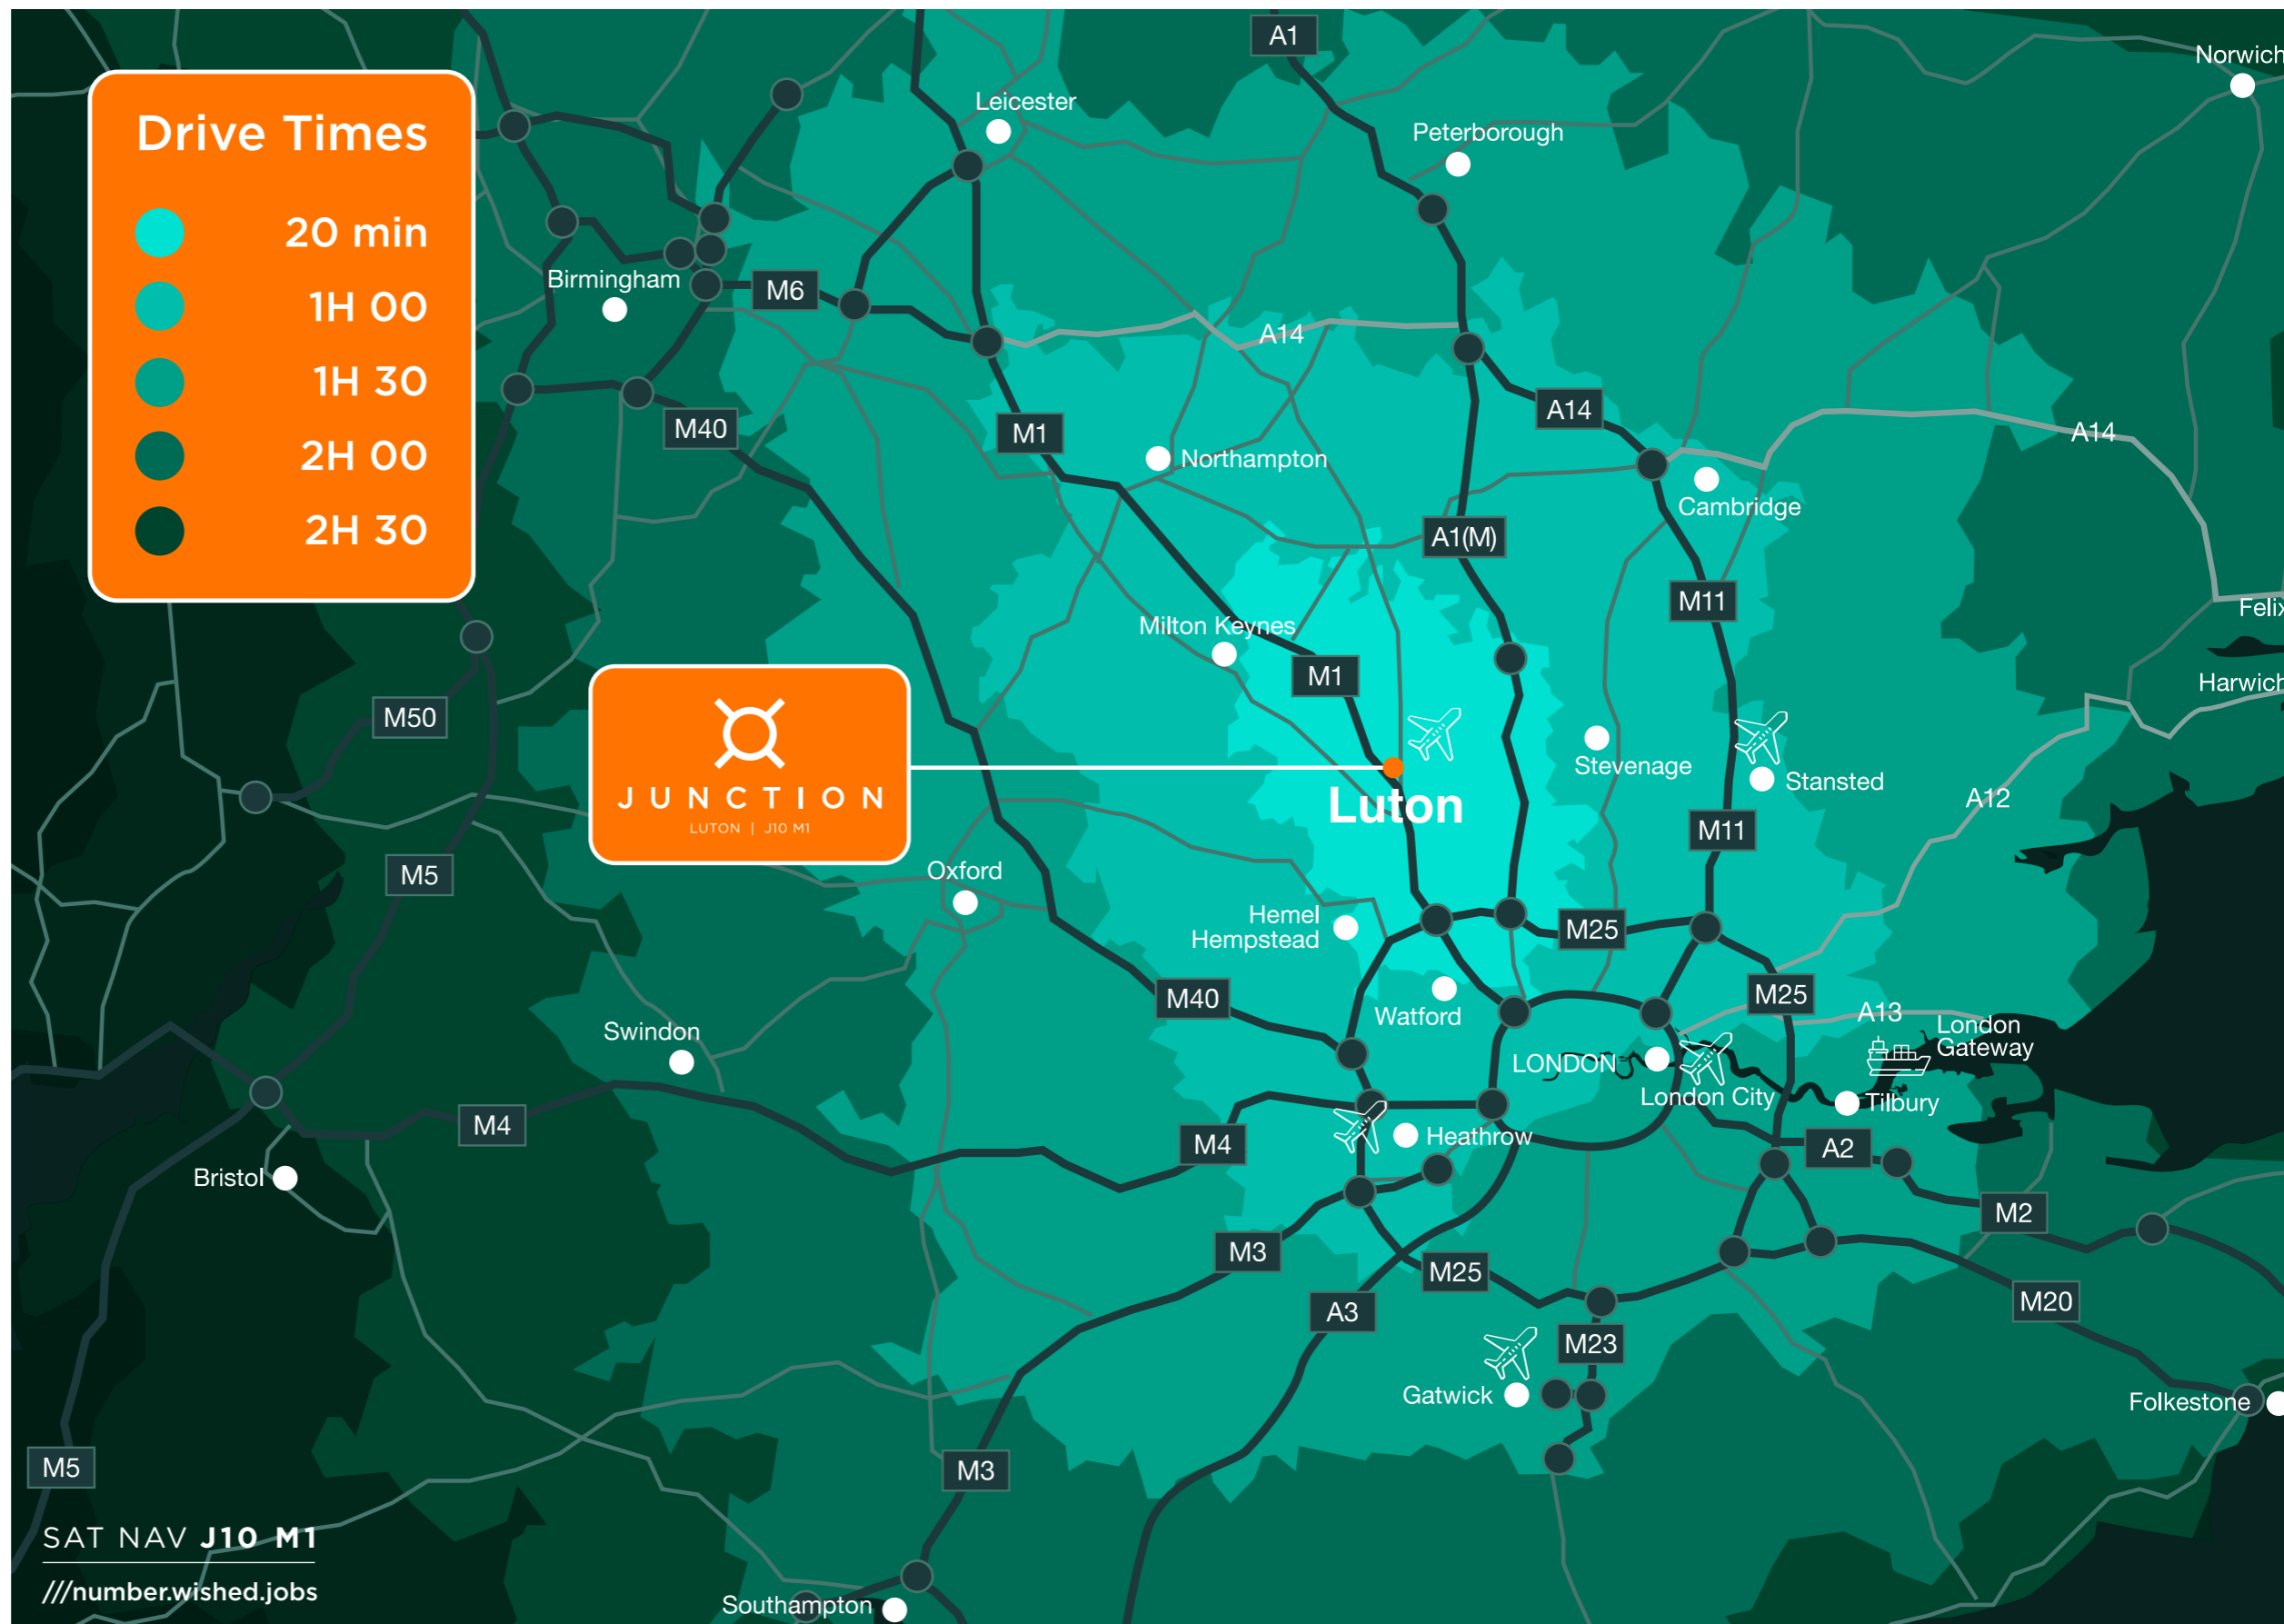 Drive Times
20 min
1H 00
1H 30
2H 00
2H 30
A1
Norwich
Leicester
Peterborough
Birmingham
M6
A14
A14
M40
M1
A14
Northampton
Cambridge
A1(M)
M11
Felix
Milton Keynes
M1
Harwich
M50
JUNCTION
LUTON | J10 M1
Luton
Stevenage
Stansted
A12
M11
M5
Oxford
Hemel
Hempstead
M25
M40
Watford
M25
A13
London
Gateway
Swindon
LONDON
London City
Tilbury
M4
M4
Heathrow
A2
Bristol
M2
M3
M25
A3
M20
M23
Gatwick
Folkestone
M5
M3
SAT NAV J10 M1
///number.wished.jobs
Southampton